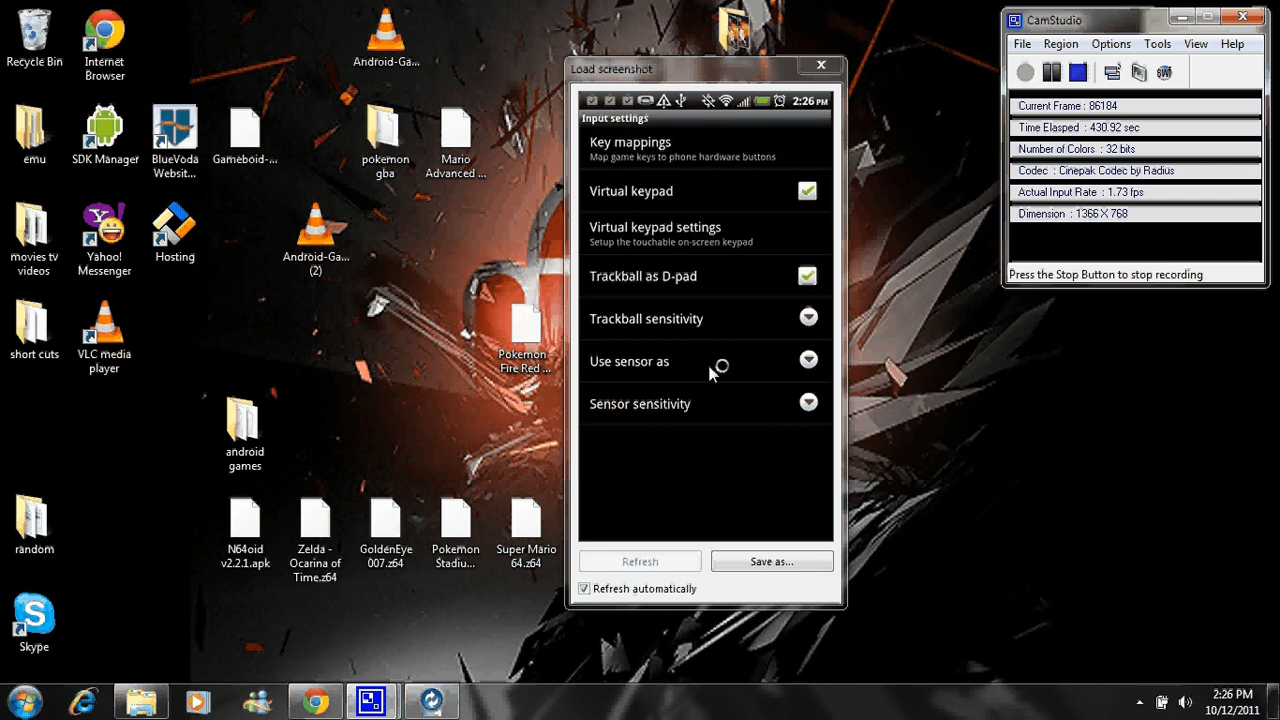 Recycle Bin
Internet
Browser
Android-Ga...
emu
SDK Manager
BlueVoda
Websit...
Gameboid-...
pokemon
gba
Mario
Advanced ...
movies tv
videos
Yahoo!
Messenger
Hosting
Android-Ga...
(2)
short cuts
VLC media
player
Pokemon
Fire Red ...
android
games
random
N64oid
v2.2.1.apk
Zelda -
Ocarina of
Time.z64
GoldenEye
007.z64
Pokemon
Stadiu...
Super Mario
64.z64
Skype
Load screenshot
2:26 PM
Input settings
Key mappings
Map game keys to phone hardware buttons
Virtual keypad
Virtual keypad settings
Setup the touchable on-screen keypad
Trackball as D-pad
Trackball sensitivity
Use sensor as
Sensor sensitivity
Refresh
Save as...
Refresh automatically
CamStudio
File Region Options Tools View Help
SWF
Current Frame : 86184
Time Elasped : 430.92 sec
Number of Colors : 32 bits
Codec : Cinepak Codec by Radius
Actual Input Rate : 1.73 fps
Dimension : 1366 X 768
Press the Stop Button to stop recording
2:26 PM
10/12/2011